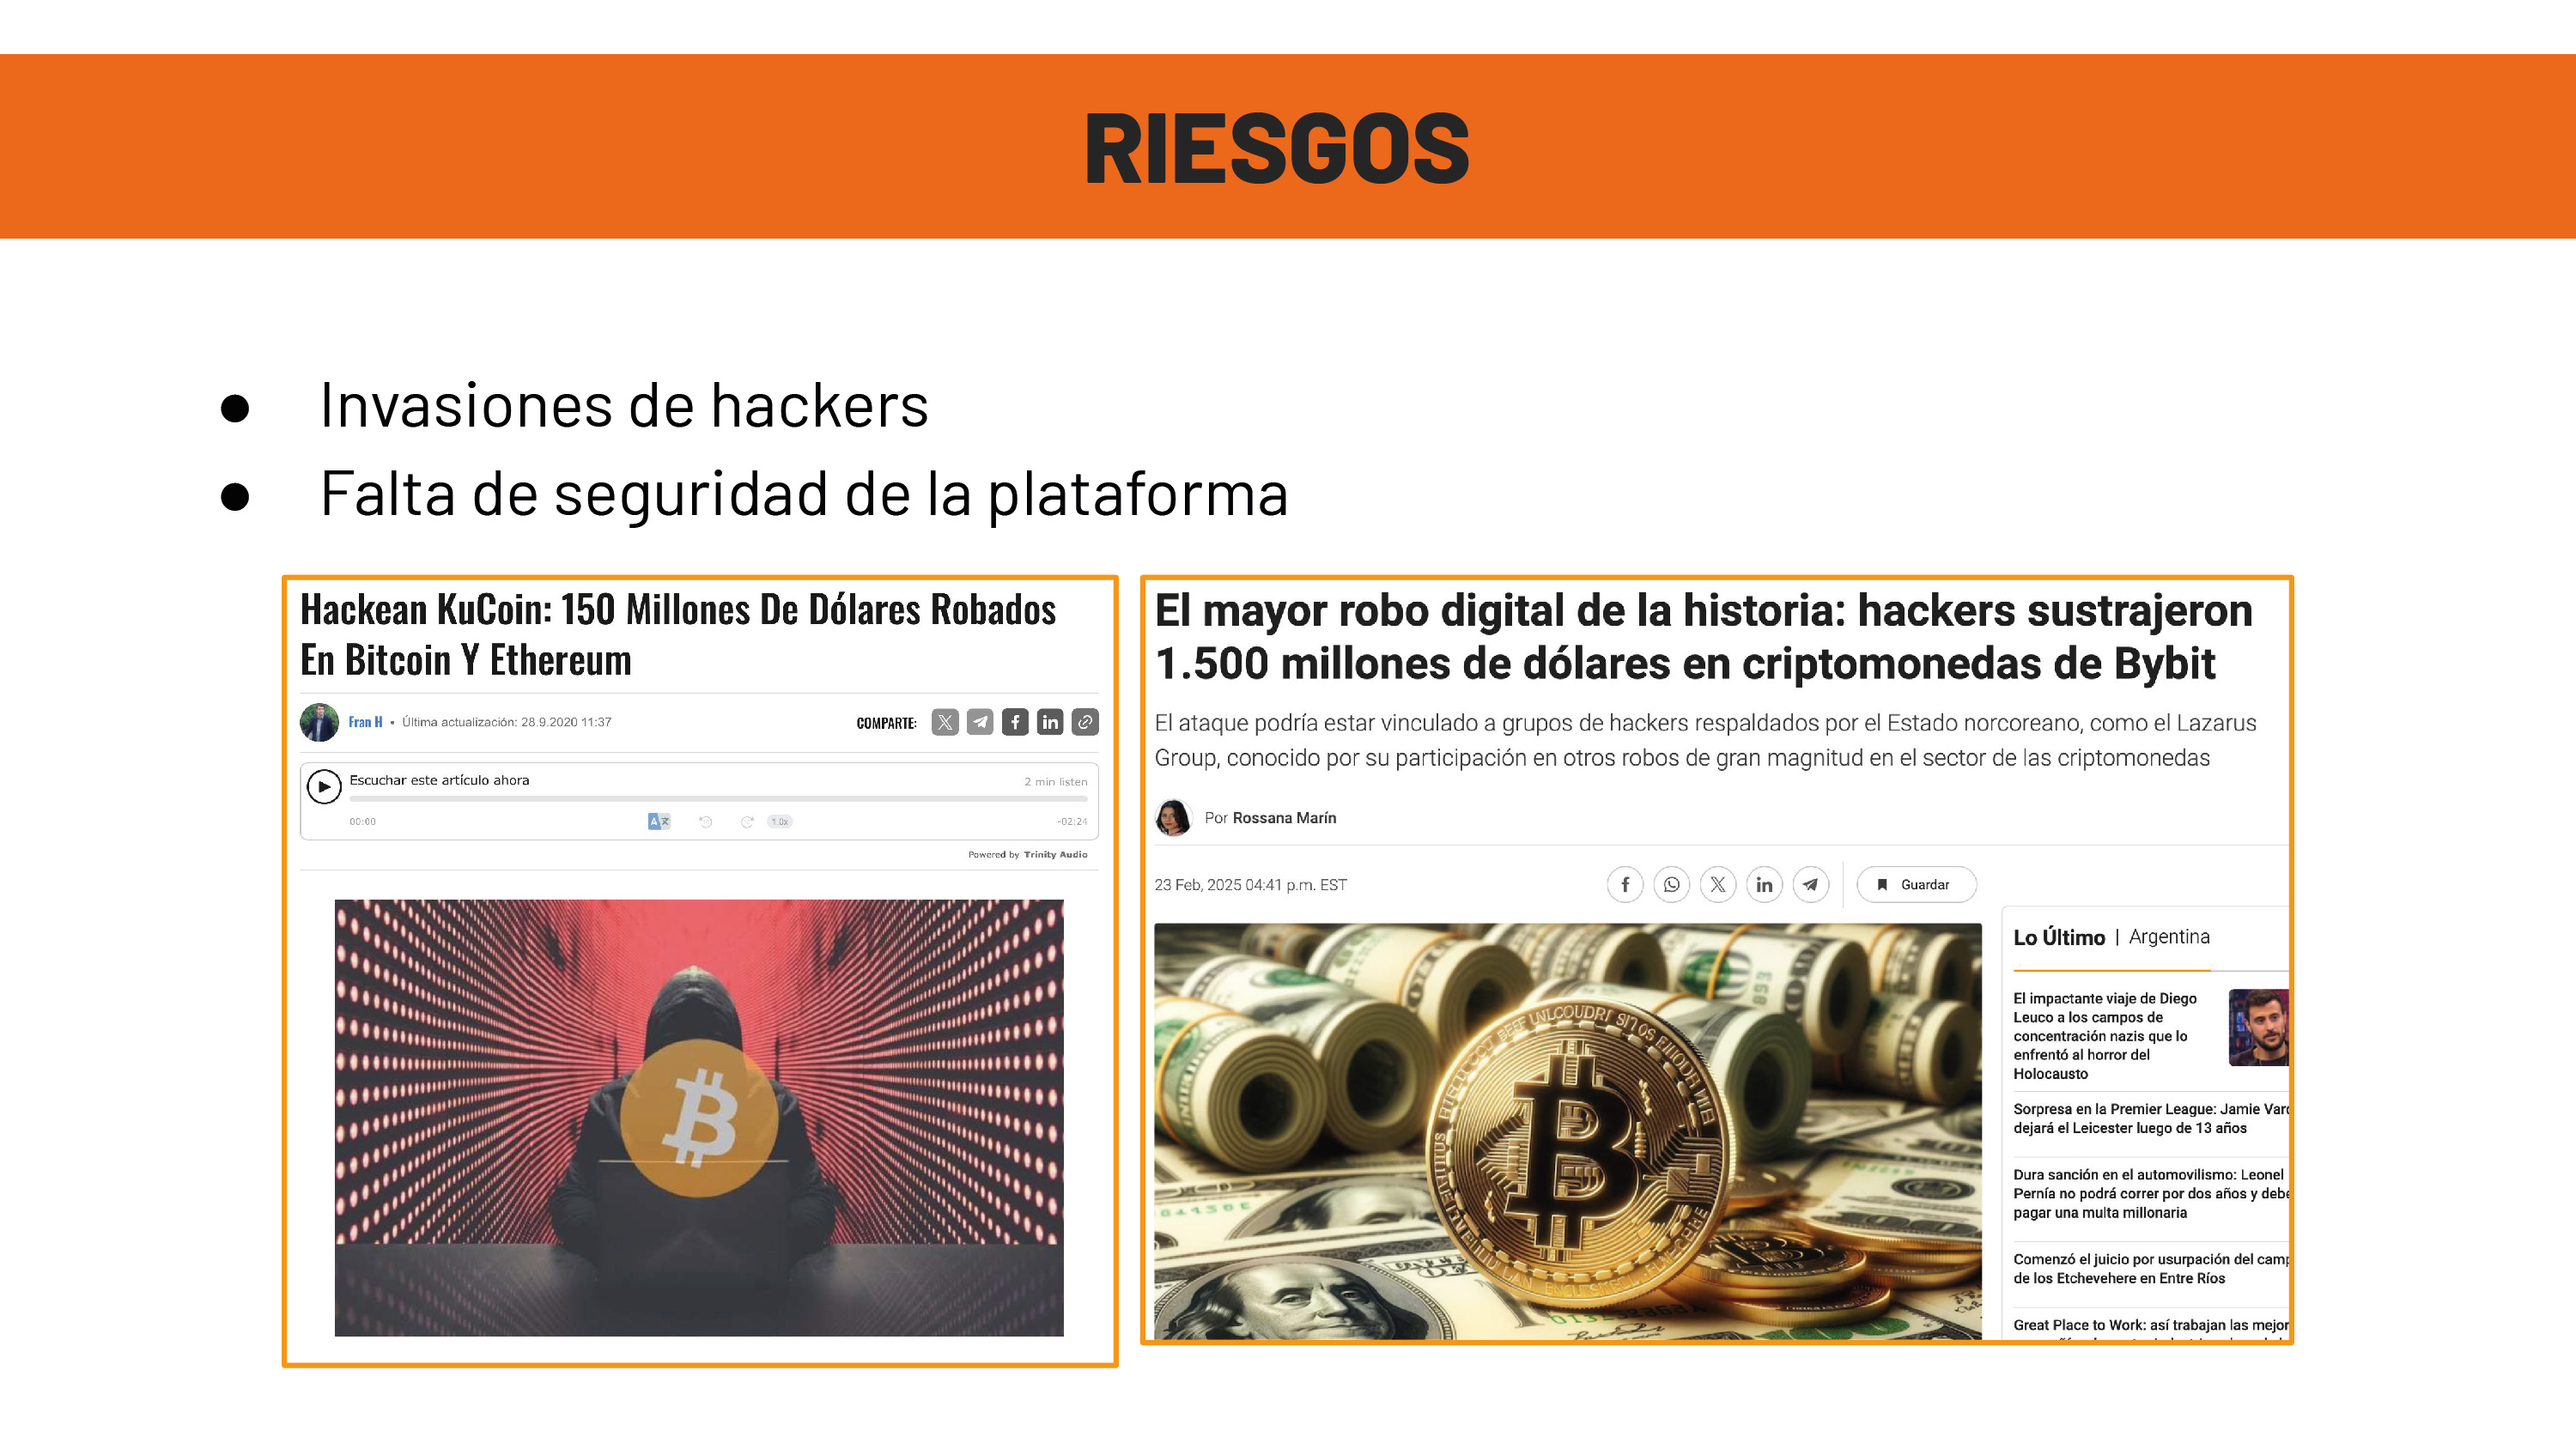 RIESGOS
● Invasiones de hackers
● Falta de seguridad de la plataforma
Hackean KuCoin: 150 Millones De Dólares Robados
En Bitcoin Y Ethereum
Fran H • Última actualización: 28.9.2020 11:37
COMPARTE:
Escuchar este artículo ahora
2 min listen
00:00
1.0x
-02:24
Powered by Trinity Audio
El mayor robo digital de la historia: hackers sustrajeron
1.500 millones de dólares en criptomonedas de Bybit
El ataque podría estar vinculado a grupos de hackers respaldados por el Estado norcoreano, como el Lazarus
Group, conocido por su participación en otros robos de gran magnitud en el sector de las criptomonedas
Por Rossana Marín
23 Feb, 2025 04:41 p.m. EST
Guardar
Lo Último | Argentina
El impactante viaje de Diego
Leuco a los campos de
concentración nazis que lo
enfrentó al horror del
Holocausto
Sorpresa en la Premier League: Jamie
dejará el Leicester luego de 13 años
Dura sanción en el automovilismo: Leonel
Pernía no podrá correr por dos años y debe
pagar una multa millonaria
Comenzó el juicio por usurpación del
de los Etchevehere en Entre Ríos
Great Place to Work: así trabajan las